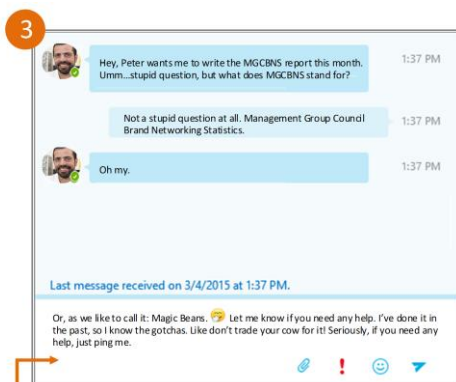 3
Hey, Peter wants me to write the MGCBNS report this month.
Umm...stupid question, but what does MGCBNS stand for?
1:37 PM
Not a stupid question at all. Management Group Council
Brand Networking Statistics.
1:37 PM
Oh my.
1:37 PM
Last message received on 3/4/2015 at 1:37 PM.
Or, as we like to call it: Magic Beans. Let me know if you need any help. I've done it in
the past, so I know the gotchas. Like don't trade your cow for it! Seriously, if you need any
help, just ping me.